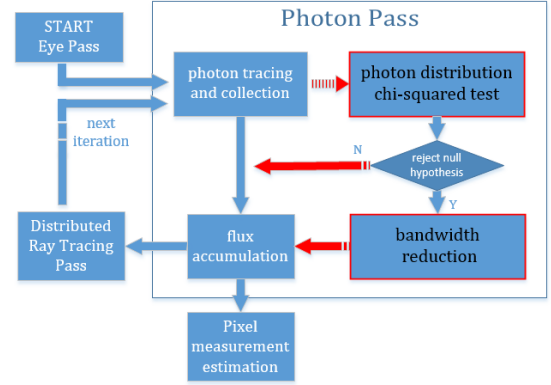 Photon Pass
START
Eye Pass
photon tracing
and collection
photon distribution
chi-squared test
next
iteration
N
reject null
hypothesis
Y
Distributed
Ray Tracing
Pass
flux
accumulation
bandwidth
reduction
Pixel
measurement
estimation